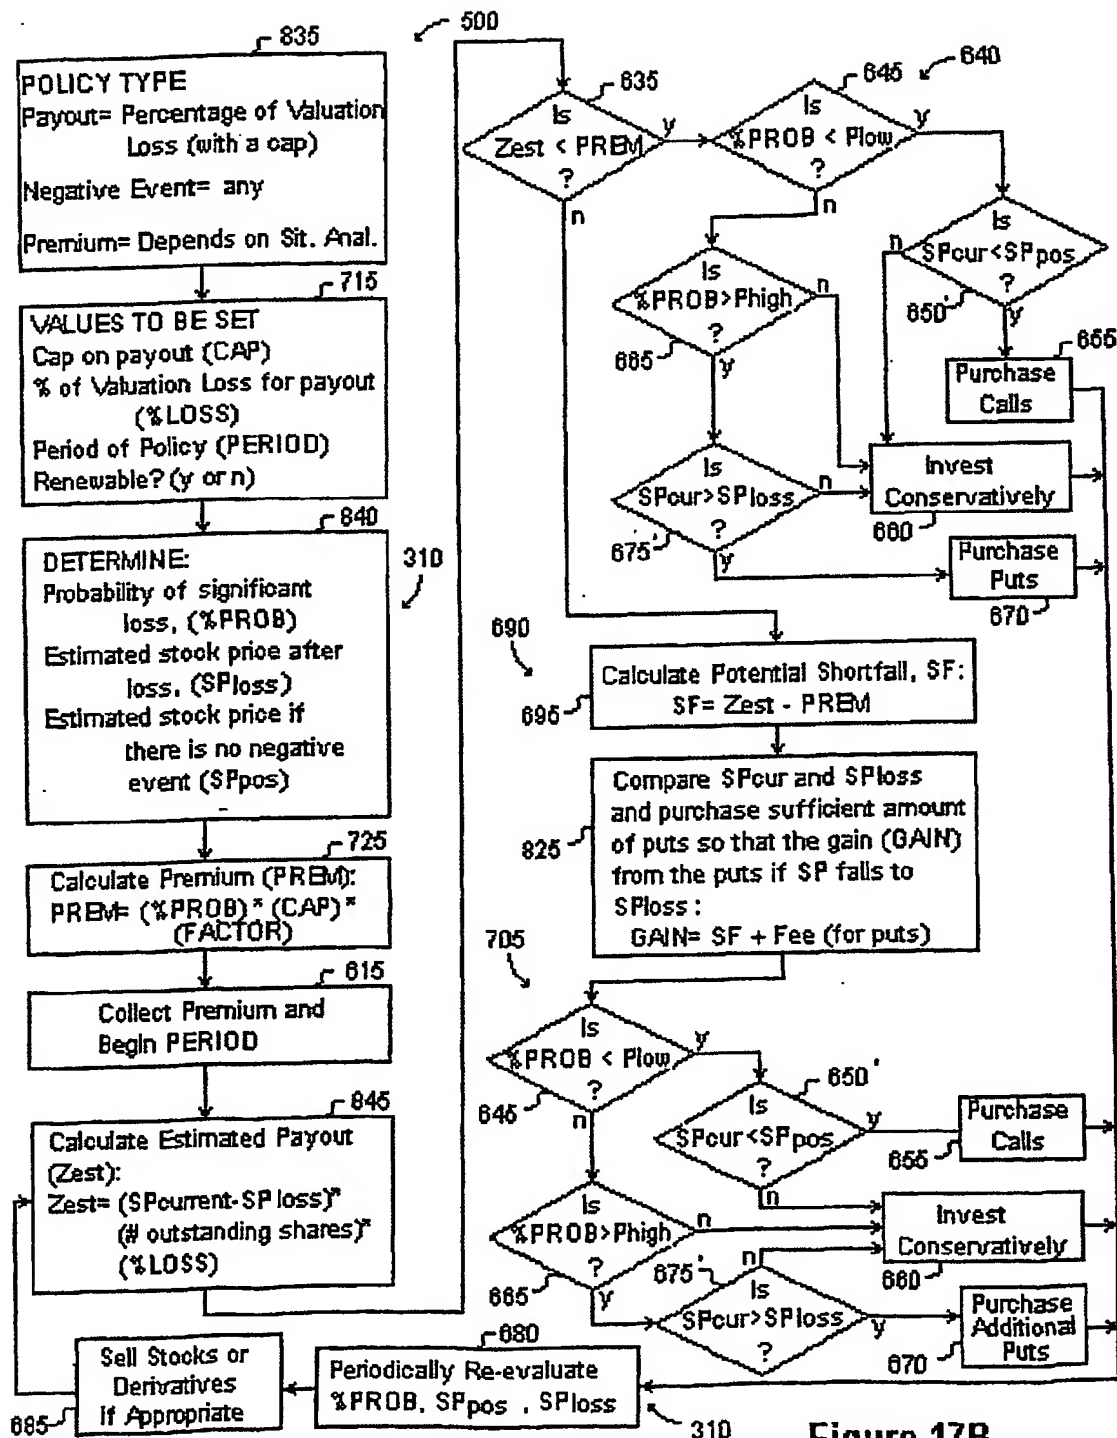 835
500
POLICY TYPE
Payout= Percentage of Valuation
Loss (with a cap)
Negative Event= any
Premium= Depends on Sit. Anal.
715
VALUES TO BE SET
Cap on payout (CAP)
% of Valuation Loss for payout
(%LOSS)
Period of Policy (PERIOD)
Renewable? (y or n)
840
310
DETERMINE:
Probability of significant
loss, (%PROB)
Estimated stock price after
loss, (SPloss)
Estimated stock price if
there is no negative
event (SPpos)
725
Calculate Premium (PREM):
PREM= (%PROB)* (CAP)*
(FACTOR)
615
Collect Premium and
Begin PERIOD
845
Calculate Estimated Payout
(Zest):
Zest= (SPcurrent-SPloss)*
(# outstanding shares)*
(%LOSS)
635
Is
Zest < PREM
?
y
n
645
640
Is
%PROB < Plow
?
y
n
Is
SPcur<SPpos
?
n
y
650'
655
Purchase
Calls
Is
%PROB>Phigh
?
n
y
665
Is
SPcur>SPloss
?
n
y
675'
Invest
Conservatively
660
Purchase
Puts
670
690
Calculate Potential Shortfall, SF:
SF= Zest - PREM
695
Compare SPcur and SPloss
and purchase sufficient amount
of puts so that the gain (GAIN)
from the puts if SP falls to
SPloss:
GAIN= SF + Fee (for puts)
825
705
Is
%PROB < Plow
?
y
n
645
650'
Is
SPcur<SPpos
?
y
n
Purchase
Calls
655
Is
%PROB>Phigh
?
n
y
665
Invest
Conservatively
660
675'
n
Is
SPcur>SPloss
?
y
Purchase
Additional
Puts
670
680
Periodically Re-evaluate
%PROB, SPpos , SPloss
310
Sell Stocks or
Derivatives
If Appropriate
685
Figure 17B